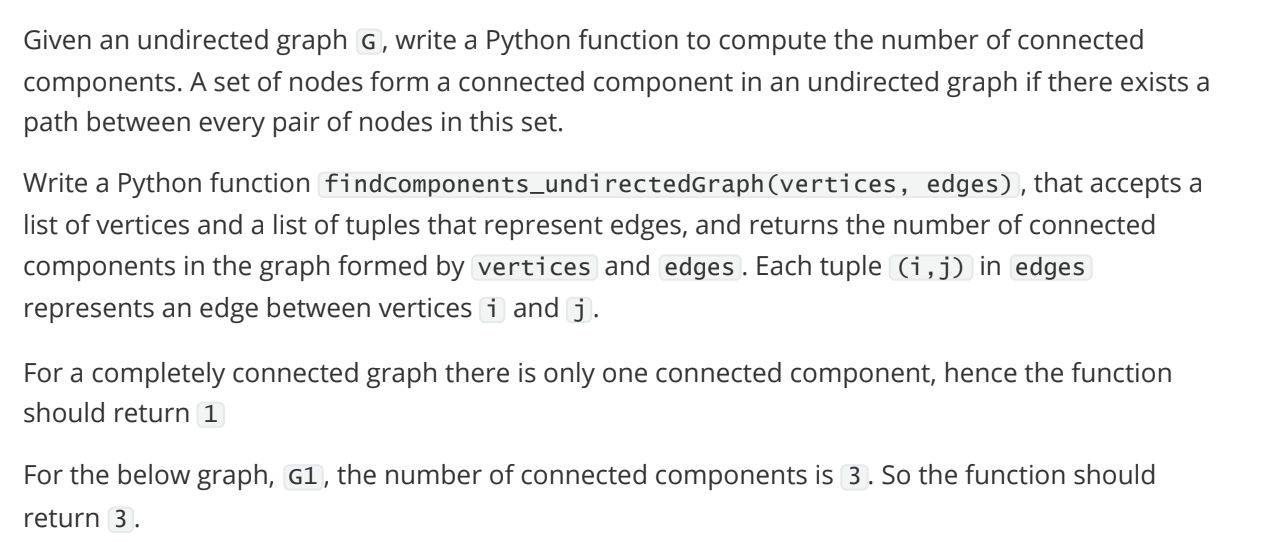 Given an undirected graph G, write a Python function to compute the number of connected
components. A set of nodes form a connected component in an undirected graph if there exists a
path between every pair of nodes in this set.
Write a Python function findComponents_undirectedGraph(vertices, edges), that accepts a
list of vertices and a list of tuples that represent edges, and returns the number of connected
components in the graph formed by vertices and edges. Each tuple (i,j) in edges
represents an edge between vertices i and j.
For a completely connected graph there is only one connected component, hence the function
should return 1
For the below graph, G1, the number of connected components is 3. So the function should
return 3.